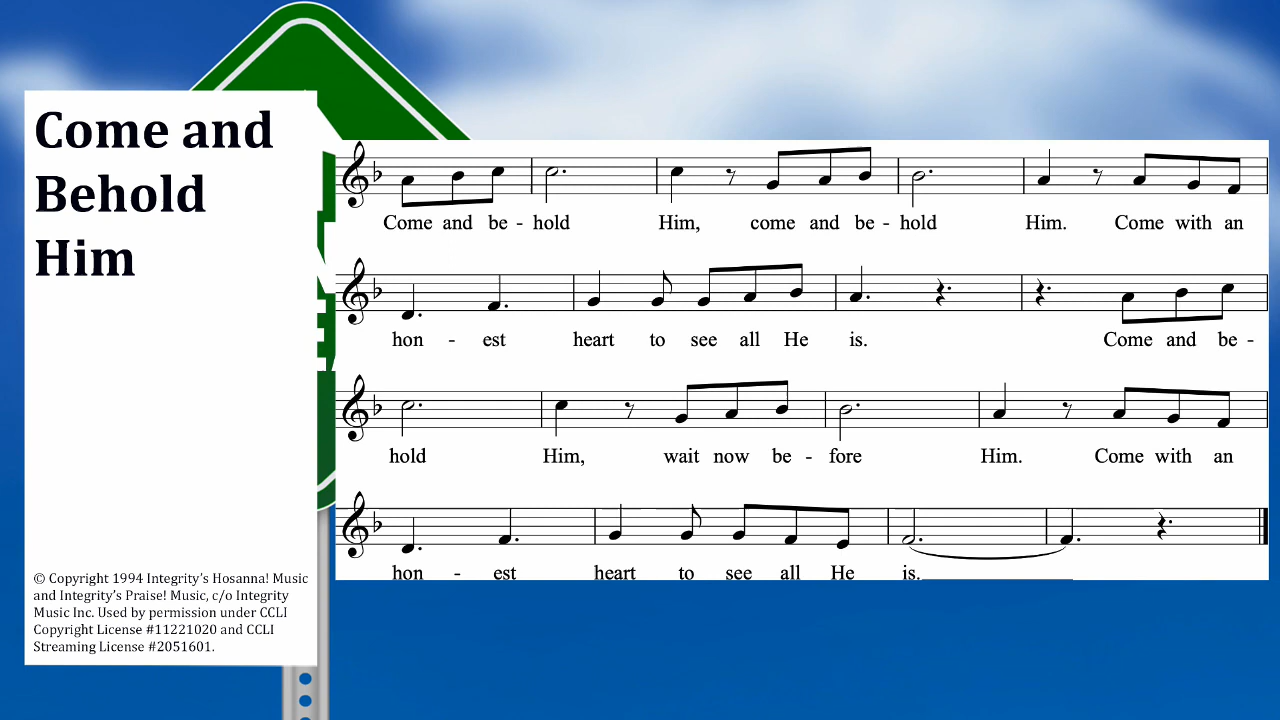 Come and
Behold
Him
Come and be - hold Him, come and be - hold Him. Come with an
hon - est heart to see all He is. Come and be -
hold Him, wait now be - fore Him. Come with an
hon - est heart to see all He is.
© Copyright 1994 Integrity’s Hosanna! Music
and Integrity’s Praise! Music, c/o Integrity
Music Inc. Used by permission under CCLI
Copyright License #11221020 and CCLI
Streaming License #2051601.